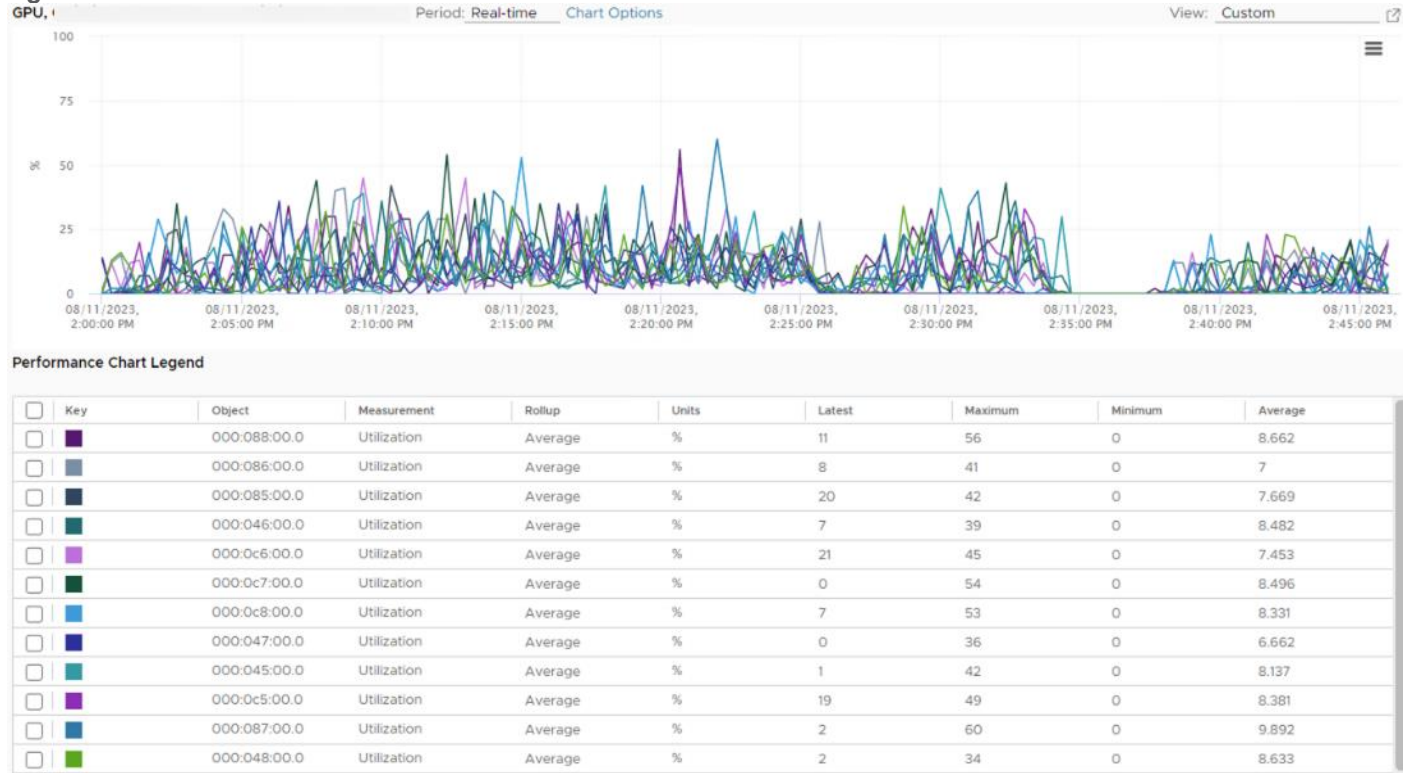 GPU, Period: Real-time Chart Options View: Custom
100
75
%
50
25
0
08/11/2023, 08/11/2023, 08/11/2023, 08/11/2023, 08/11/2023, 08/11/2023, 08/11/2023, 08/11/2023, 08/11/2023, 08/11/2023,
2:00:00 PM 2:05:00 PM 2:10:00 PM 2:15:00 PM 2:20:00 PM 2:25:00 PM 2:30:00 PM 2:35:00 PM 2:40:00 PM 2:45:00 PM
Performance Chart Legend
Key Object Measurement Rollup Units Latest Maximum Minimum Average
000:088:00.0 Utilization Average % 11 56 0 8.662
000:086:00.0 Utilization Average % 8 41 0 7
000:085:00.0 Utilization Average % 20 42 0 7.669
000:046:00.0 Utilization Average % 7 39 0 8.482
000:0c6:00.0 Utilization Average % 21 45 0 7.453
000:0c7:00.0 Utilization Average % 0 54 0 8.496
000:0c8:00.0 Utilization Average % 7 53 0 8.331
000:047:00.0 Utilization Average % 0 36 0 6.662
000:045:00.0 Utilization Average % 1 42 0 8.137
000:0c5:00.0 Utilization Average % 19 49 0 8.381
000:087:00.0 Utilization Average % 2 60 0 9.892
000:048:00.0 Utilization Average % 2 34 0 8.633